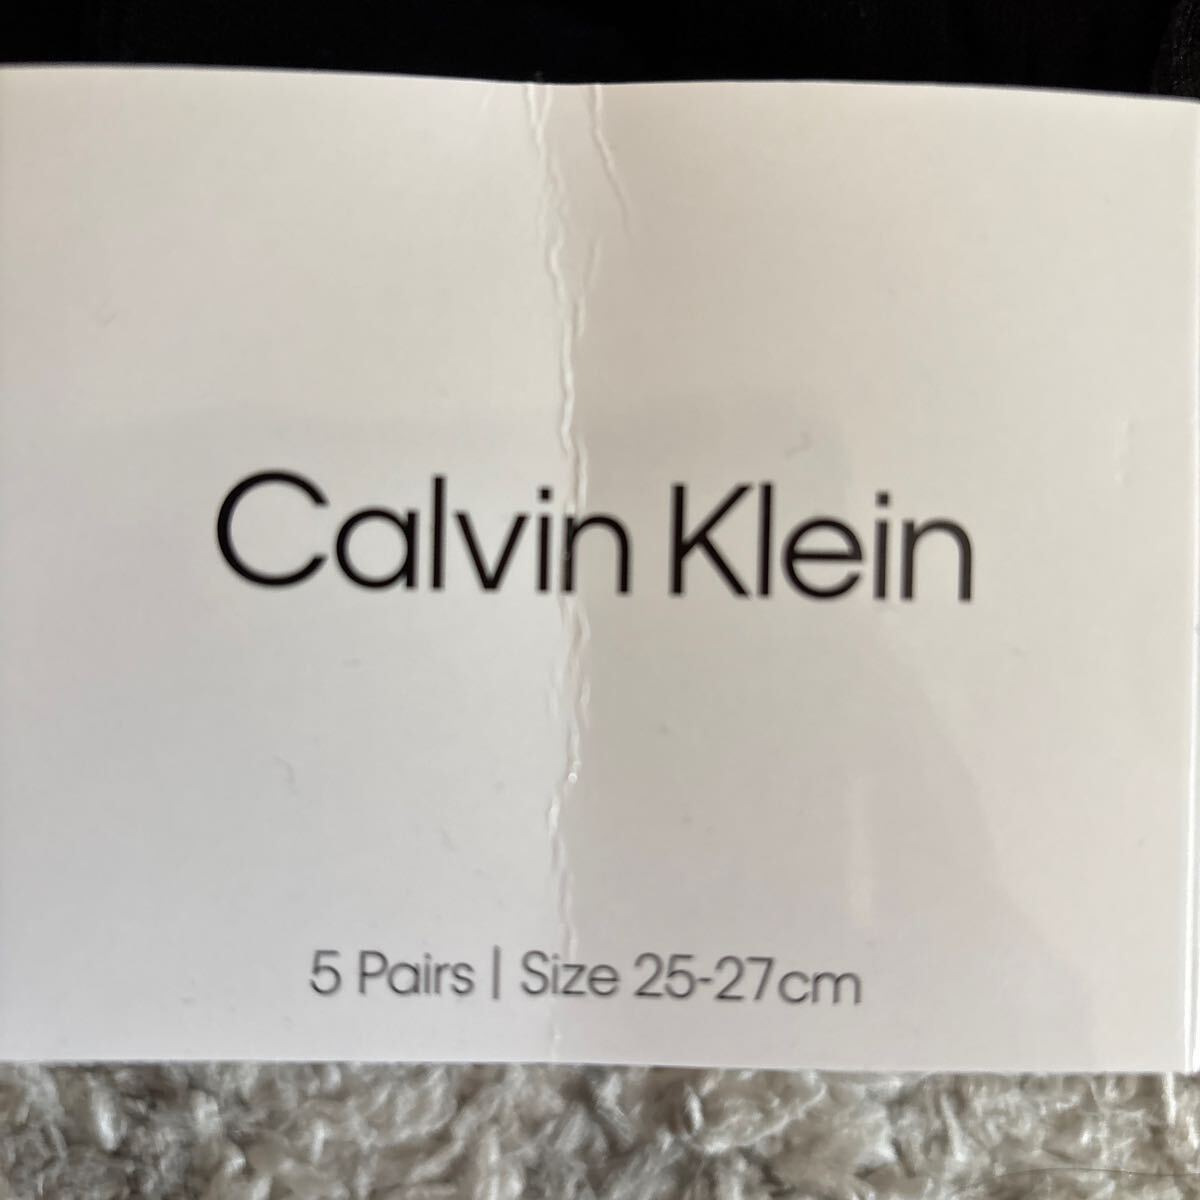 Calvin Klein
5 Pairs | Size 25-27cm